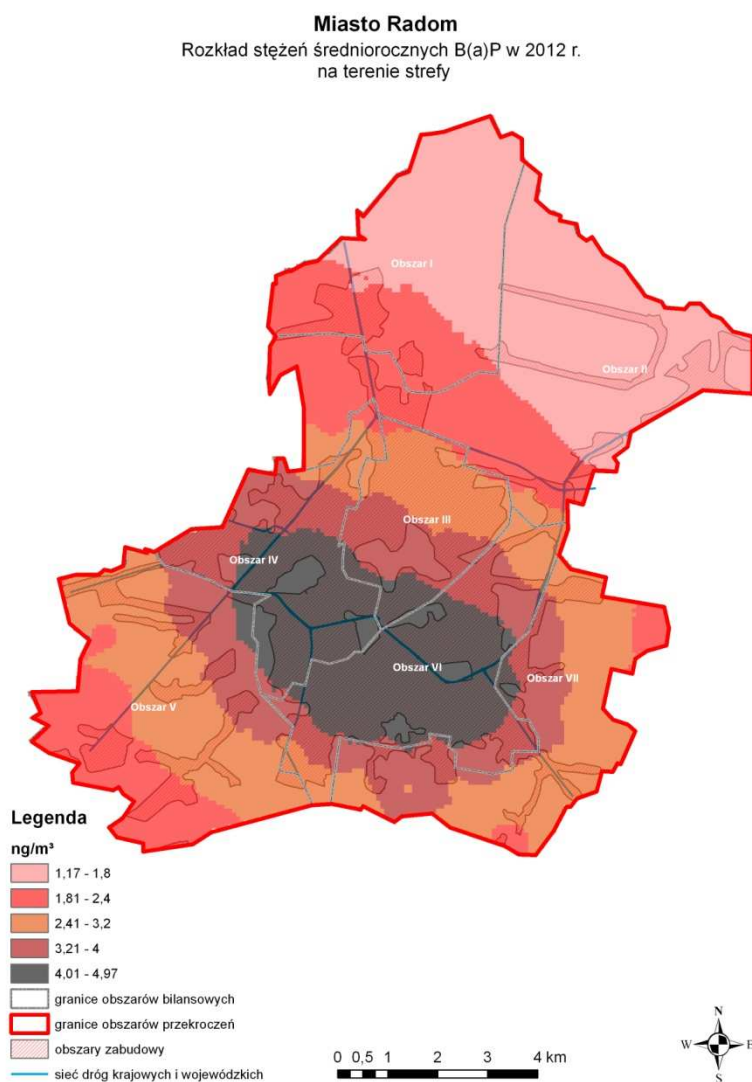 Miasto Radom
Rozkład stężeń średniorocznych B(a)P w 2012 r.
na terenie strefy
Obszar I
Obszar II
Obszar III
Obszar IV
Obszar VI
Obszar VII
Obszar V
Legenda
ng/m³
1,17 - 1,8
1,81 - 2,4
2,41 - 3,2
3,21 - 4
4,01 - 4,97
granice obszarów bilansowych
granice obszarów przekroczeń
obszary zabudowy
sieć dróg krajowych i wojewódzkich
0 0,5 1 2 3 4 km
N
W E
S